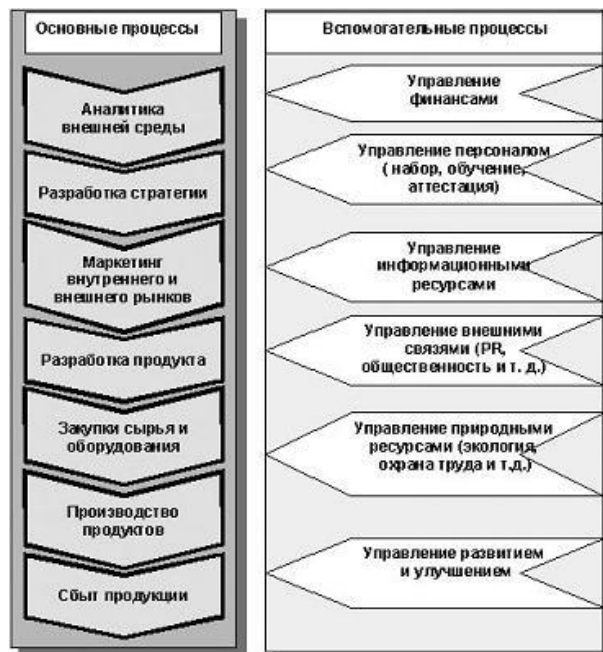 Основные процессы
Аналитика
внешней среды
Разработка стратегии
Маркетинг
внутреннего и
внешнего рынков
Разработка продукта
Закупки сырья и
оборудования
Производство
продуктов
Сбыт продукции
Вспомогательные процессы
Управление
финансами
Управление персоналом
( набор, обучение,
аттестация)
Управление
информационными
ресурсами
Управление внешними
связями (PR,
общественность и т. д.)
Управление природными
ресурсами (экология,
охрана труда и т.д.)
Управление развитием
и улучшением